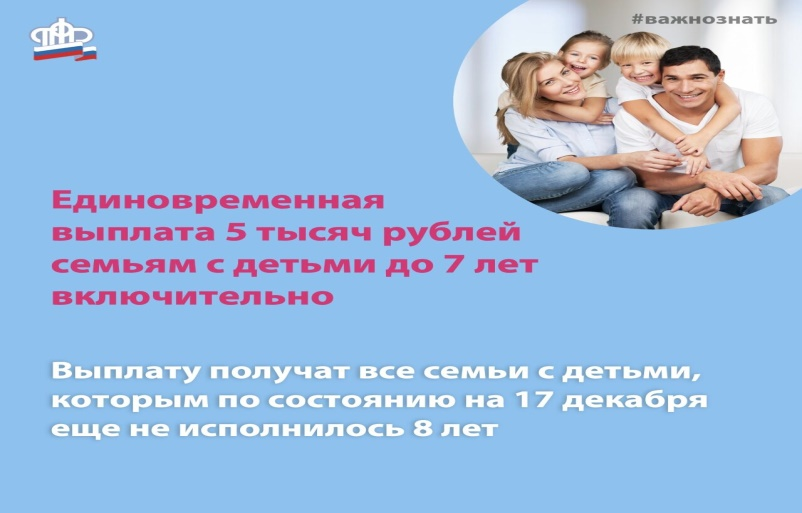 #важнознать
ПФР
Единовременная
выплата 5 тысяч рублей
семьям с детьми до 7 лет
включительно
Выплату получат все семьи с детьми,
которым по состоянию на 17 декабря
еще не исполнилось 8 лет